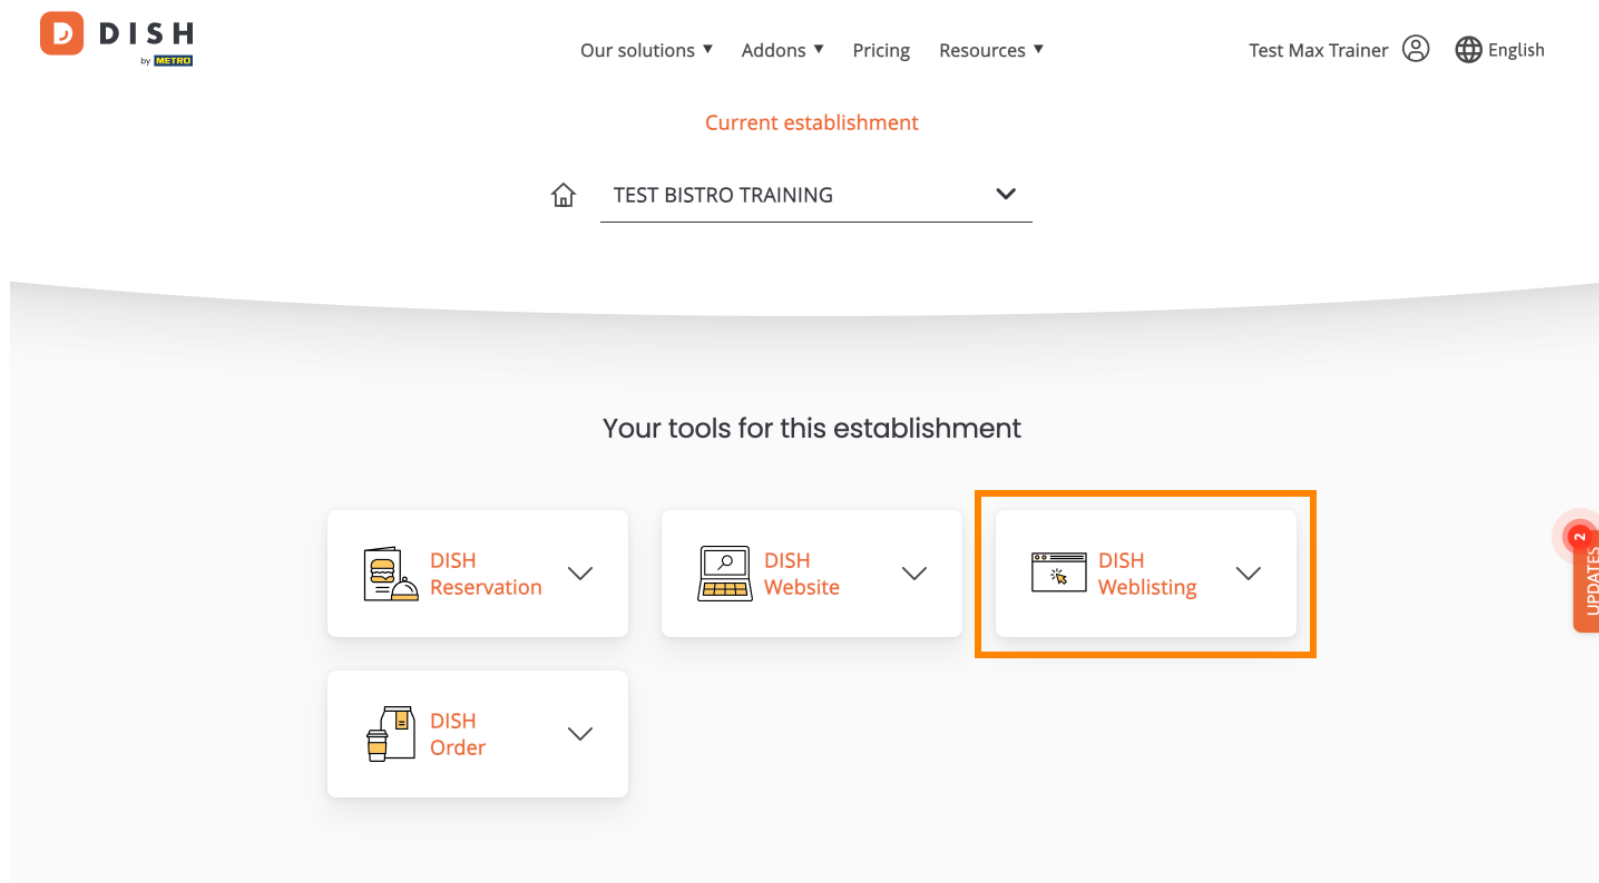 DISH
by METRO
Our solutions ▼ Addons ▼ Pricing Resources ▼ Test Max Trainer English
Current establishment
TEST BISTRO TRAINING
Your tools for this establishment
DISH
Reservation
DISH
Website
DISH
Weblisting
2
UPDATES
DISH
Order